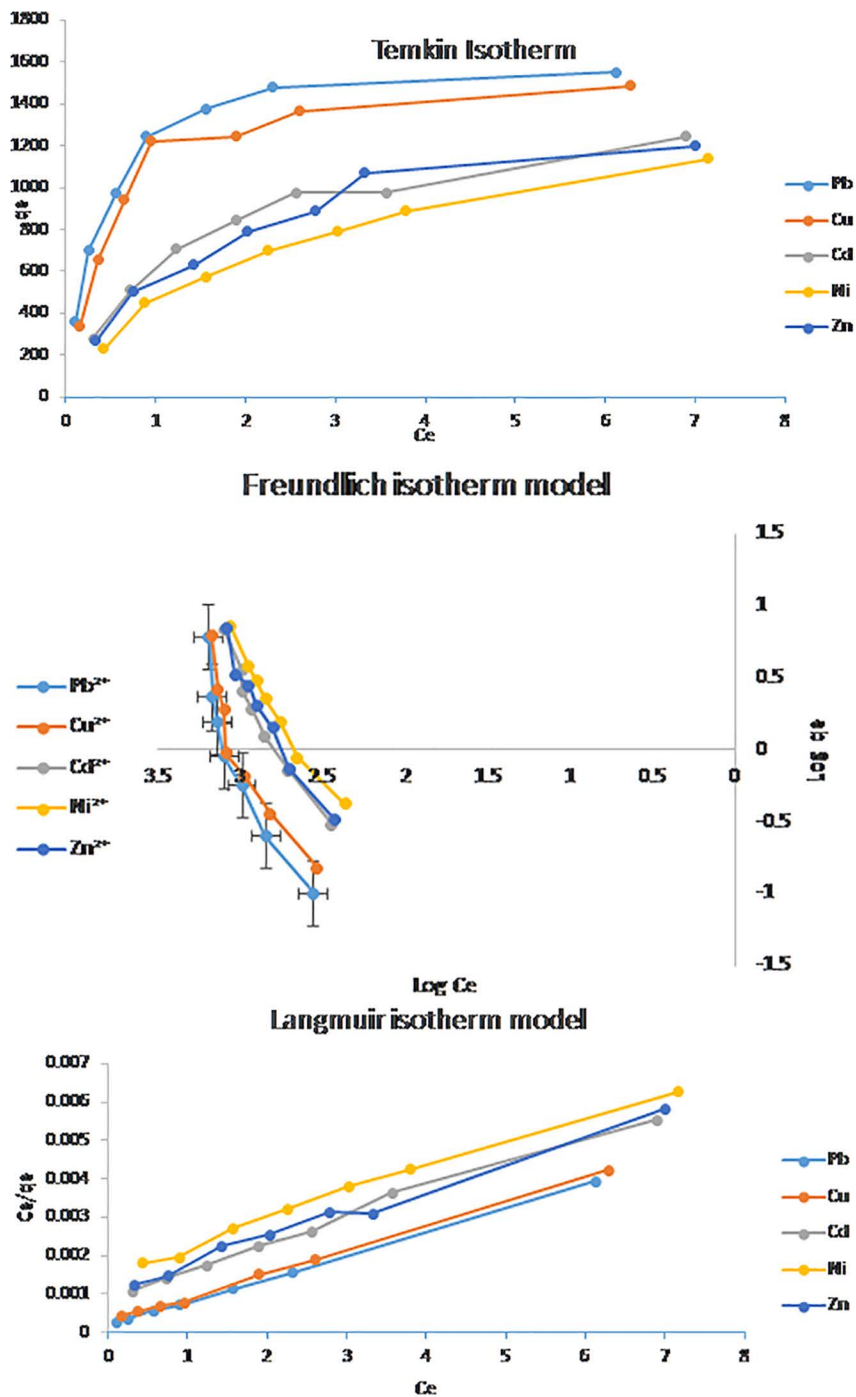 Temkin Isotherm
1800
1600
1400
1200
1000
800
600
400
200
0
qe
0 1 2 3 4 5 6 7 8
Ce
Pb
Cu
Cd
Ni
Zn
Freundlich isotherm model
1.5
1
0.5
0
-0.5
-1
-1.5
Log qe
3.5 3 2.5 2 1.5 1 0.5 0
Log Ce
Pb²⁺
Cu²⁺
Cd²⁺
Ni²⁺
Zn²⁺
Langmuir isotherm model
0.007
0.006
0.005
0.004
0.003
0.002
0.001
0
Ce/qe
0 1 2 3 4 5 6 7 8
Ce
Pb
Cu
Cd
Ni
Zn